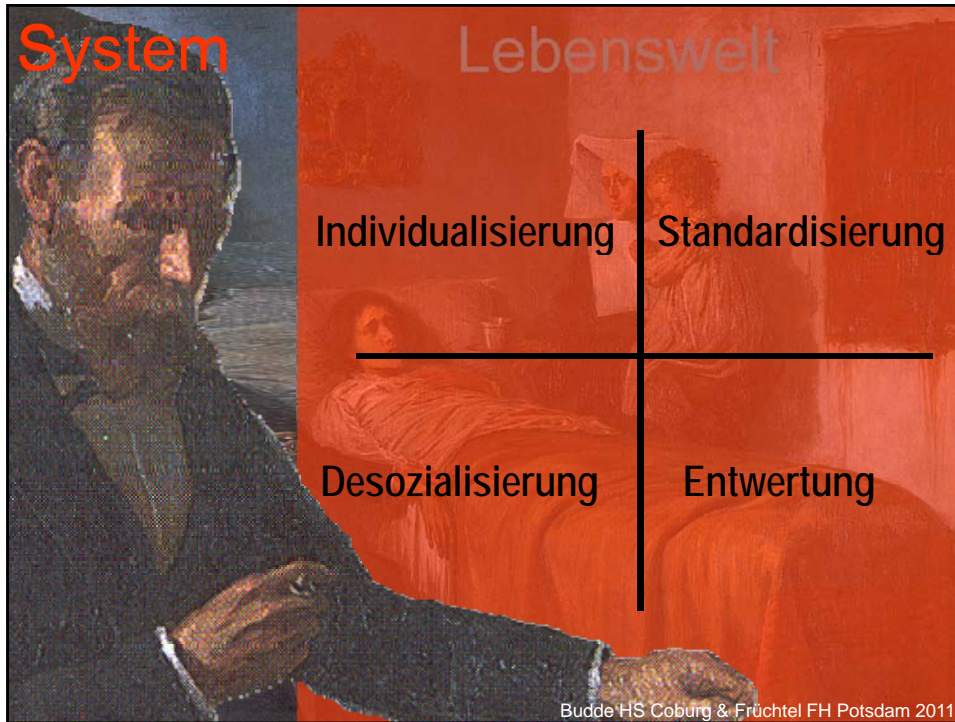 System Lebenswelt
Individualisierung Standardisierung
Desozialisierung Entwertung
Budde HS Coburg & Früchtel FH Potsdam 2011